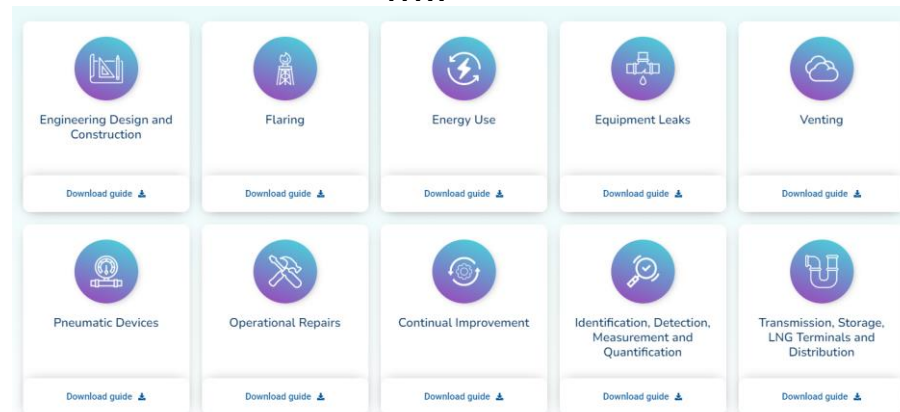 Engineering Design and
Construction
Flaring
Energy Use
Equipment Leaks
Venting
Download guide
Download guide
Download guide
Download guide
Download guide
Pneumatic Devices
Operational Repairs
Continual Improvement
Identification, Detection,
Measurement and
Quantification
Transmission, Storage,
LNG Terminals and
Distribution
Download guide
Download guide
Download guide
Download guide
Download guide